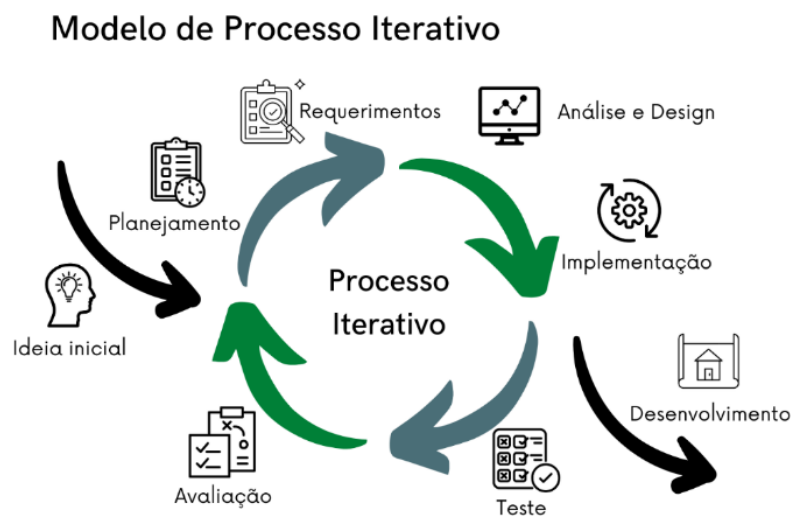 Modelo de Processo Iterativo
Requerimentos
Análise e Design
Planejamento
Implementação
Processo
Iterativo
Ideia inicial
Desenvolvimento
Avaliação
Teste